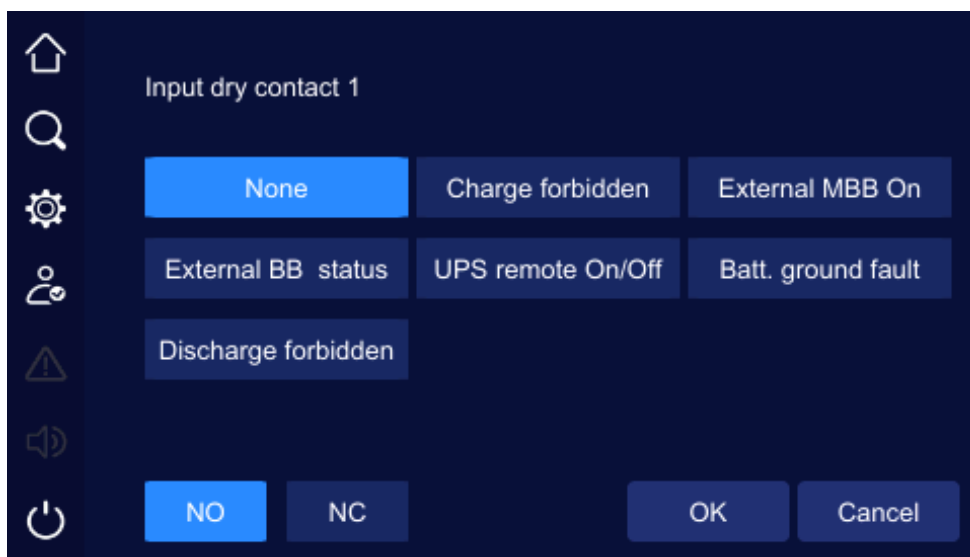 Input dry contact 1
None
Charge forbidden
External MBB On
External BB status
UPS remote On/Off
Batt. ground fault
Discharge forbidden
NO
NC
OK
Cancel